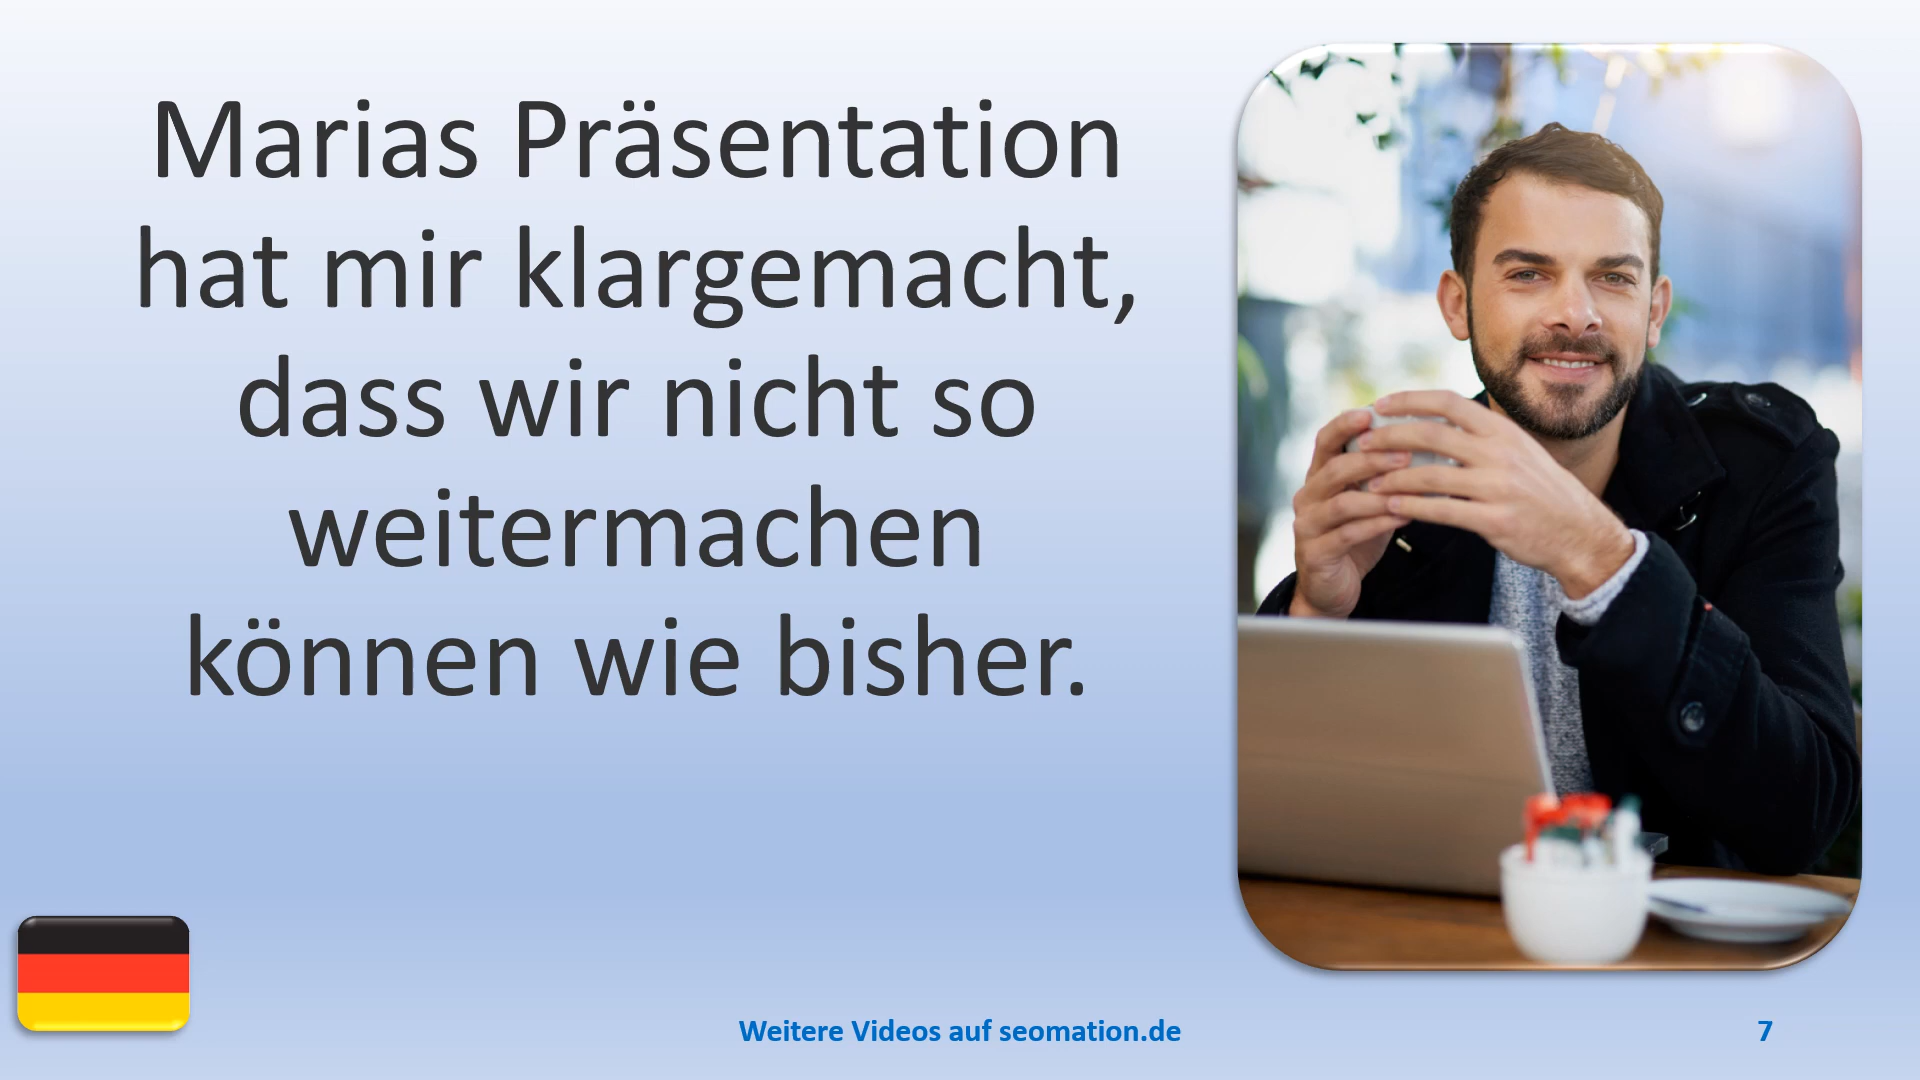 Marias Präsentation
hat mir klargemacht,
dass wir nicht so
weitermachen
können wie bisher.
Weitere Videos auf seomation.de
7